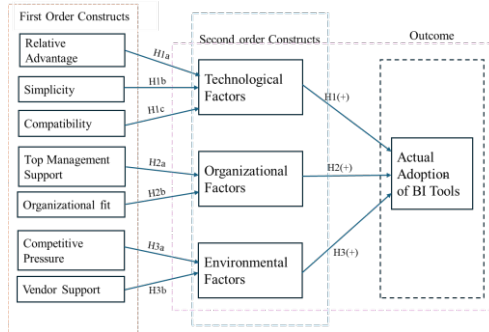 First Order Constructs
Second order Constructs
Outcome
Relative
Advantage
H1a
Simplicity
H1b
Compatibility
H1c
Technological
Factors
H1(+)
Top Management
Support
H2a
Organizational fit
H2b
Organizational
Factors
H2(+)
Actual
Adoption
of BI Tools
Competitive
Pressure
H3a
Vendor Support
H3b
Environmental
Factors
H3(+)